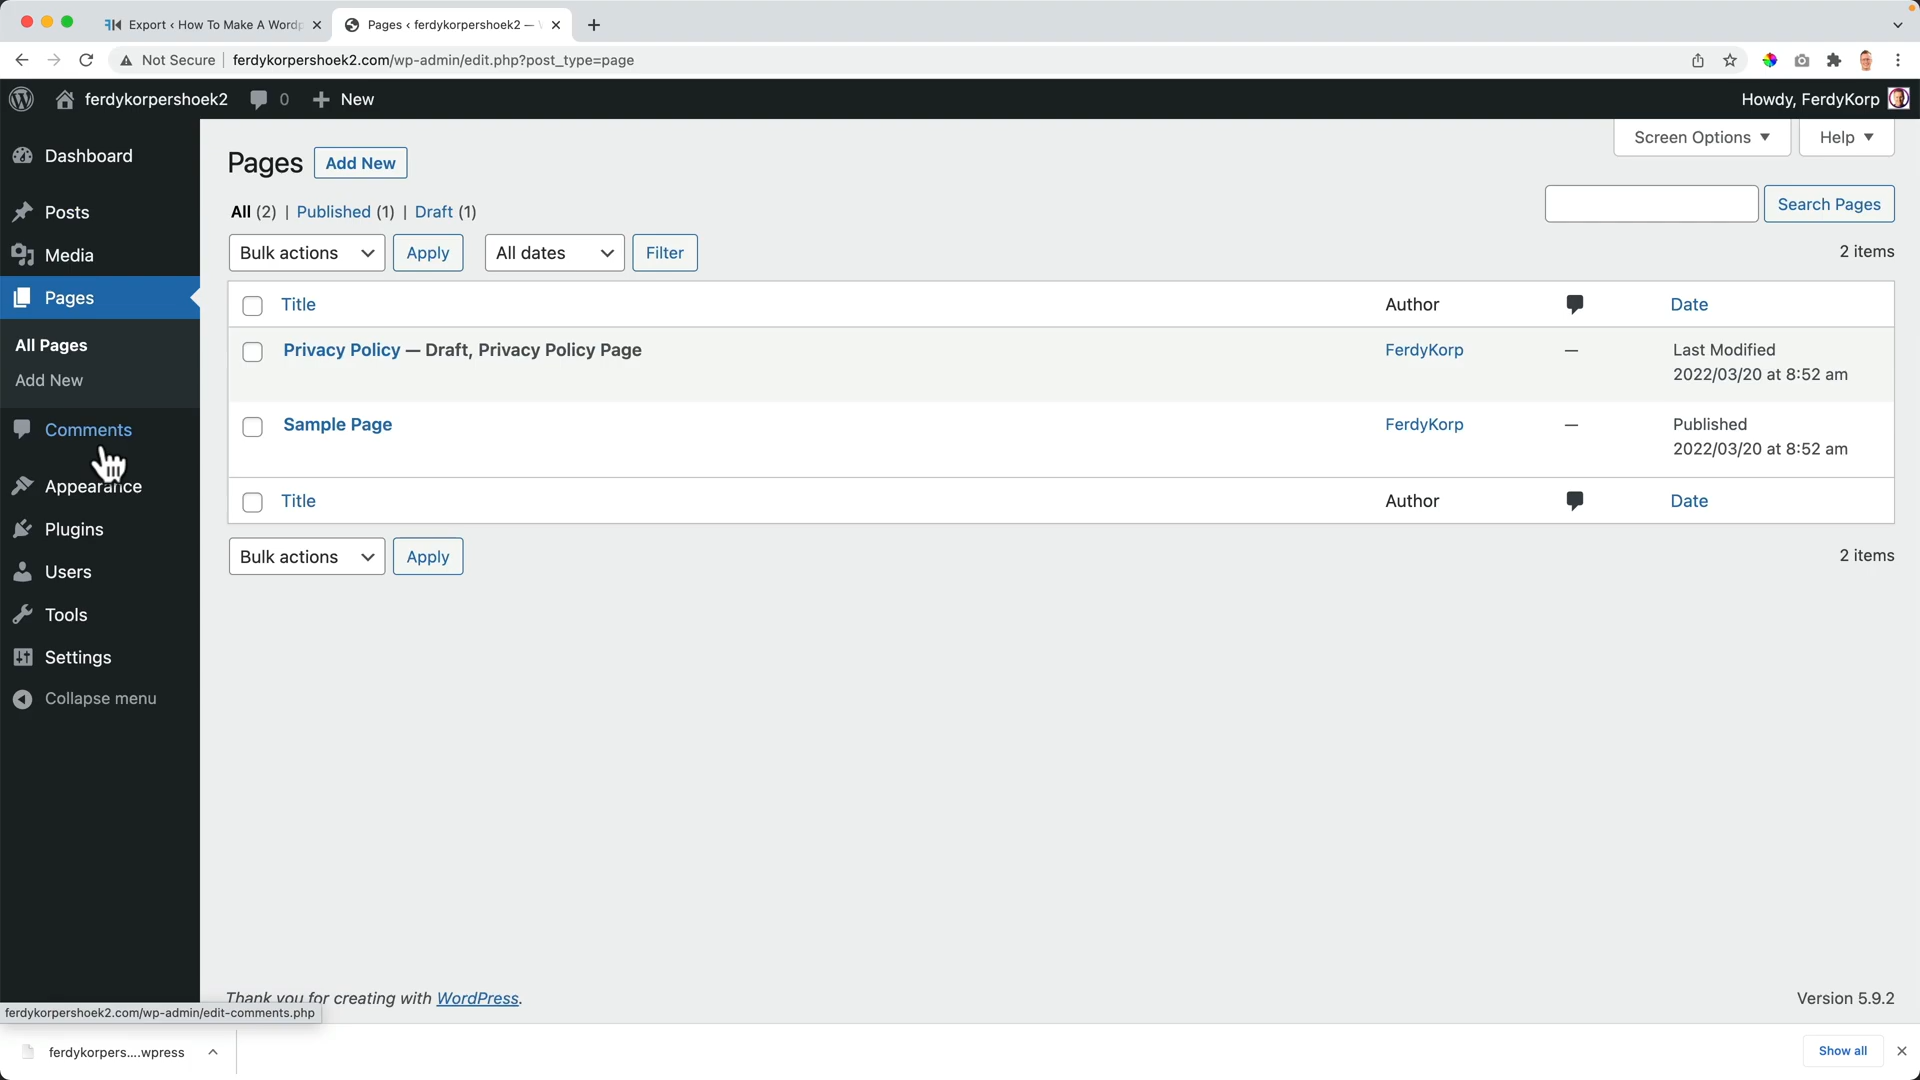 Export ‹ How To Make A Wordp
Pages ‹ ferdykorpershoek2 —
Not Secure
ferdykorpershoek2.com/wp-admin/edit.php?post_type=page
ferdykorpershoek2
0
New
Howdy, FerdyKorp
Dashboard
Posts
Media
Pages
All Pages
Add New
Comments
Appearance
Plugins
Users
Tools
Settings
Collapse menu
Screen Options
Help
Pages
Add New
All (2) | Published (1) | Draft (1)
Search Pages
Bulk actions
Apply
All dates
Filter
2 items
Title
Author
Date
Privacy Policy — Draft, Privacy Policy Page
FerdyKorp
—
Last Modified
2022/03/20 at 8:52 am
Sample Page
FerdyKorp
—
Published
2022/03/20 at 8:52 am
Title
Author
Date
Bulk actions
Apply
2 items
Thank you for creating with WordPress.
Version 5.9.2
ferdykorpershoek2.com/wp-admin/edit-comments.php
ferdykorpers....wpress
Show all